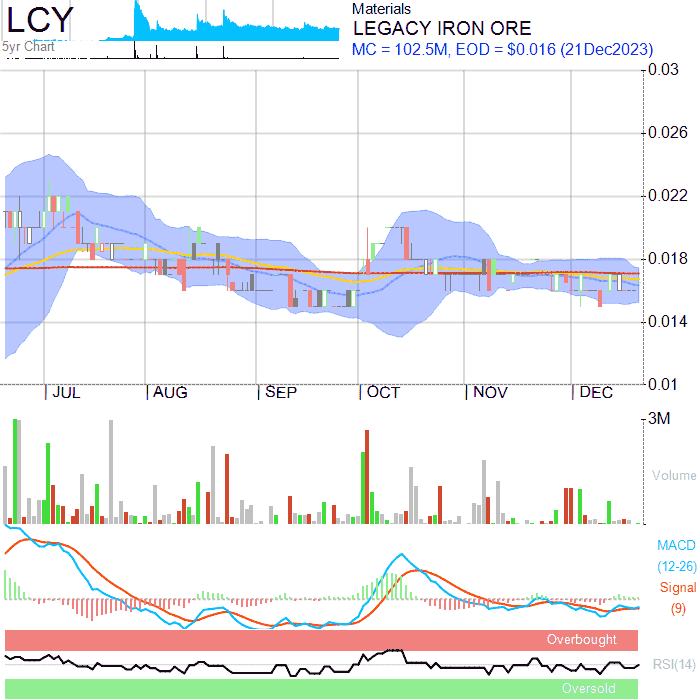 LCY
5yr Chart
Materials
LEGACY IRON ORE
MC = 102.5M, EOD = $0.016 (21Dec2023)
0.03
0.026
0.022
0.018
0.014
0.01
JUL AUG SEP OCT NOV DEC
3M
Volume
MACD
(12-26)
Signal
(9)
Overbought
RSI(14)
Oversold